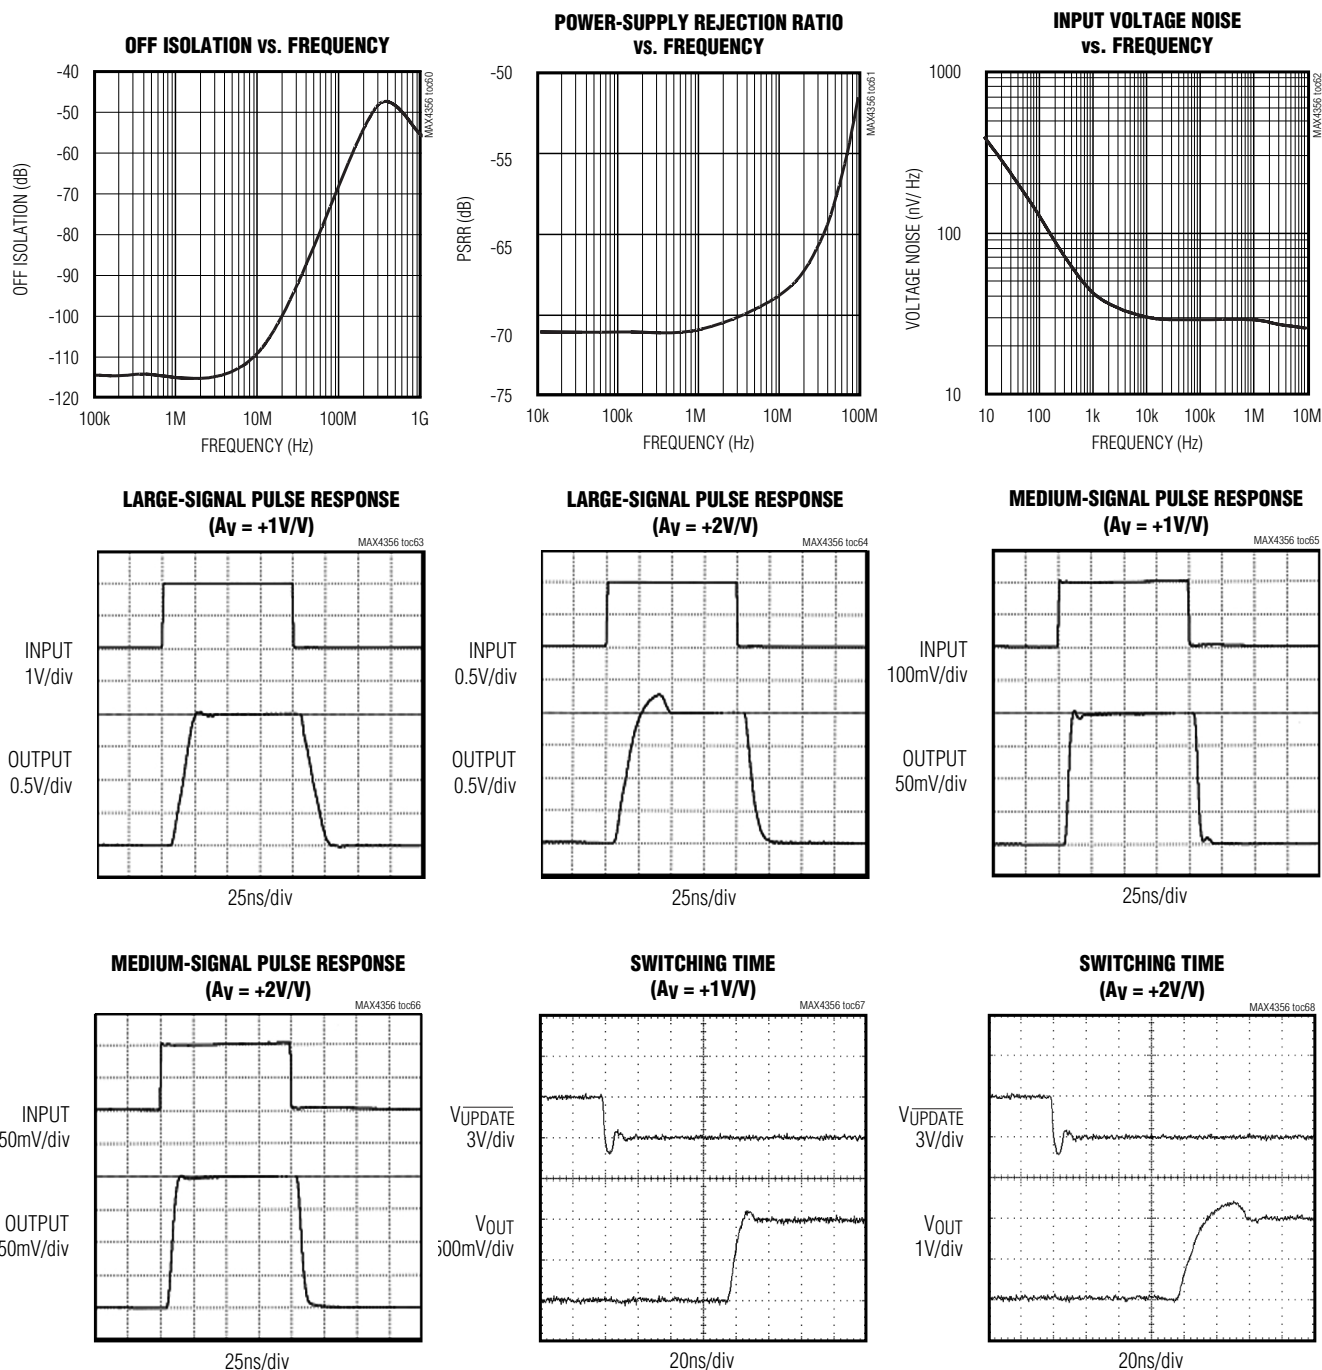 OFF ISOLATION vs. FREQUENCY
MAX4356 toc60
OFF ISOLATION (dB)
-40
-50
-60
-70
-80
-90
-100
-110
-120
100k 1M 10M 100M 1G
FREQUENCY (Hz)
POWER-SUPPLY REJECTION RATIO
vs. FREQUENCY
MAX4356 toc61
PSRR (dB)
-50
-55
-65
-70
-75
10k 100k 1M 10M 100M
FREQUENCY (Hz)
INPUT VOLTAGE NOISE
vs. FREQUENCY
MAX4356 toc62
VOLTAGE NOISE (nV/ Hz)
1000
100
10
10 100 1k 10k 100k 1M 10M
FREQUENCY (Hz)
LARGE-SIGNAL PULSE RESPONSE
(AV = +1V/V)
MAX4356 toc63
INPUT
1V/div
OUTPUT
0.5V/div
25ns/div
LARGE-SIGNAL PULSE RESPONSE
(AV = +2V/V)
MAX4356 toc64
INPUT
0.5V/div
OUTPUT
0.5V/div
25ns/div
MEDIUM-SIGNAL PULSE RESPONSE
(AV = +1V/V)
MAX4356 toc65
INPUT
100mV/div
OUTPUT
50mV/div
25ns/div
MEDIUM-SIGNAL PULSE RESPONSE
(AV = +2V/V)
MAX4356 toc66
INPUT
50mV/div
OUTPUT
50mV/div
25ns/div
SWITCHING TIME
(AV = +1V/V)
MAX4356 toc67
VUPDATE
3V/div
VOUT
500mV/div
20ns/div
SWITCHING TIME
(AV = +2V/V)
MAX4356 toc68
VUPDATE
3V/div
VOUT
1V/div
20ns/div